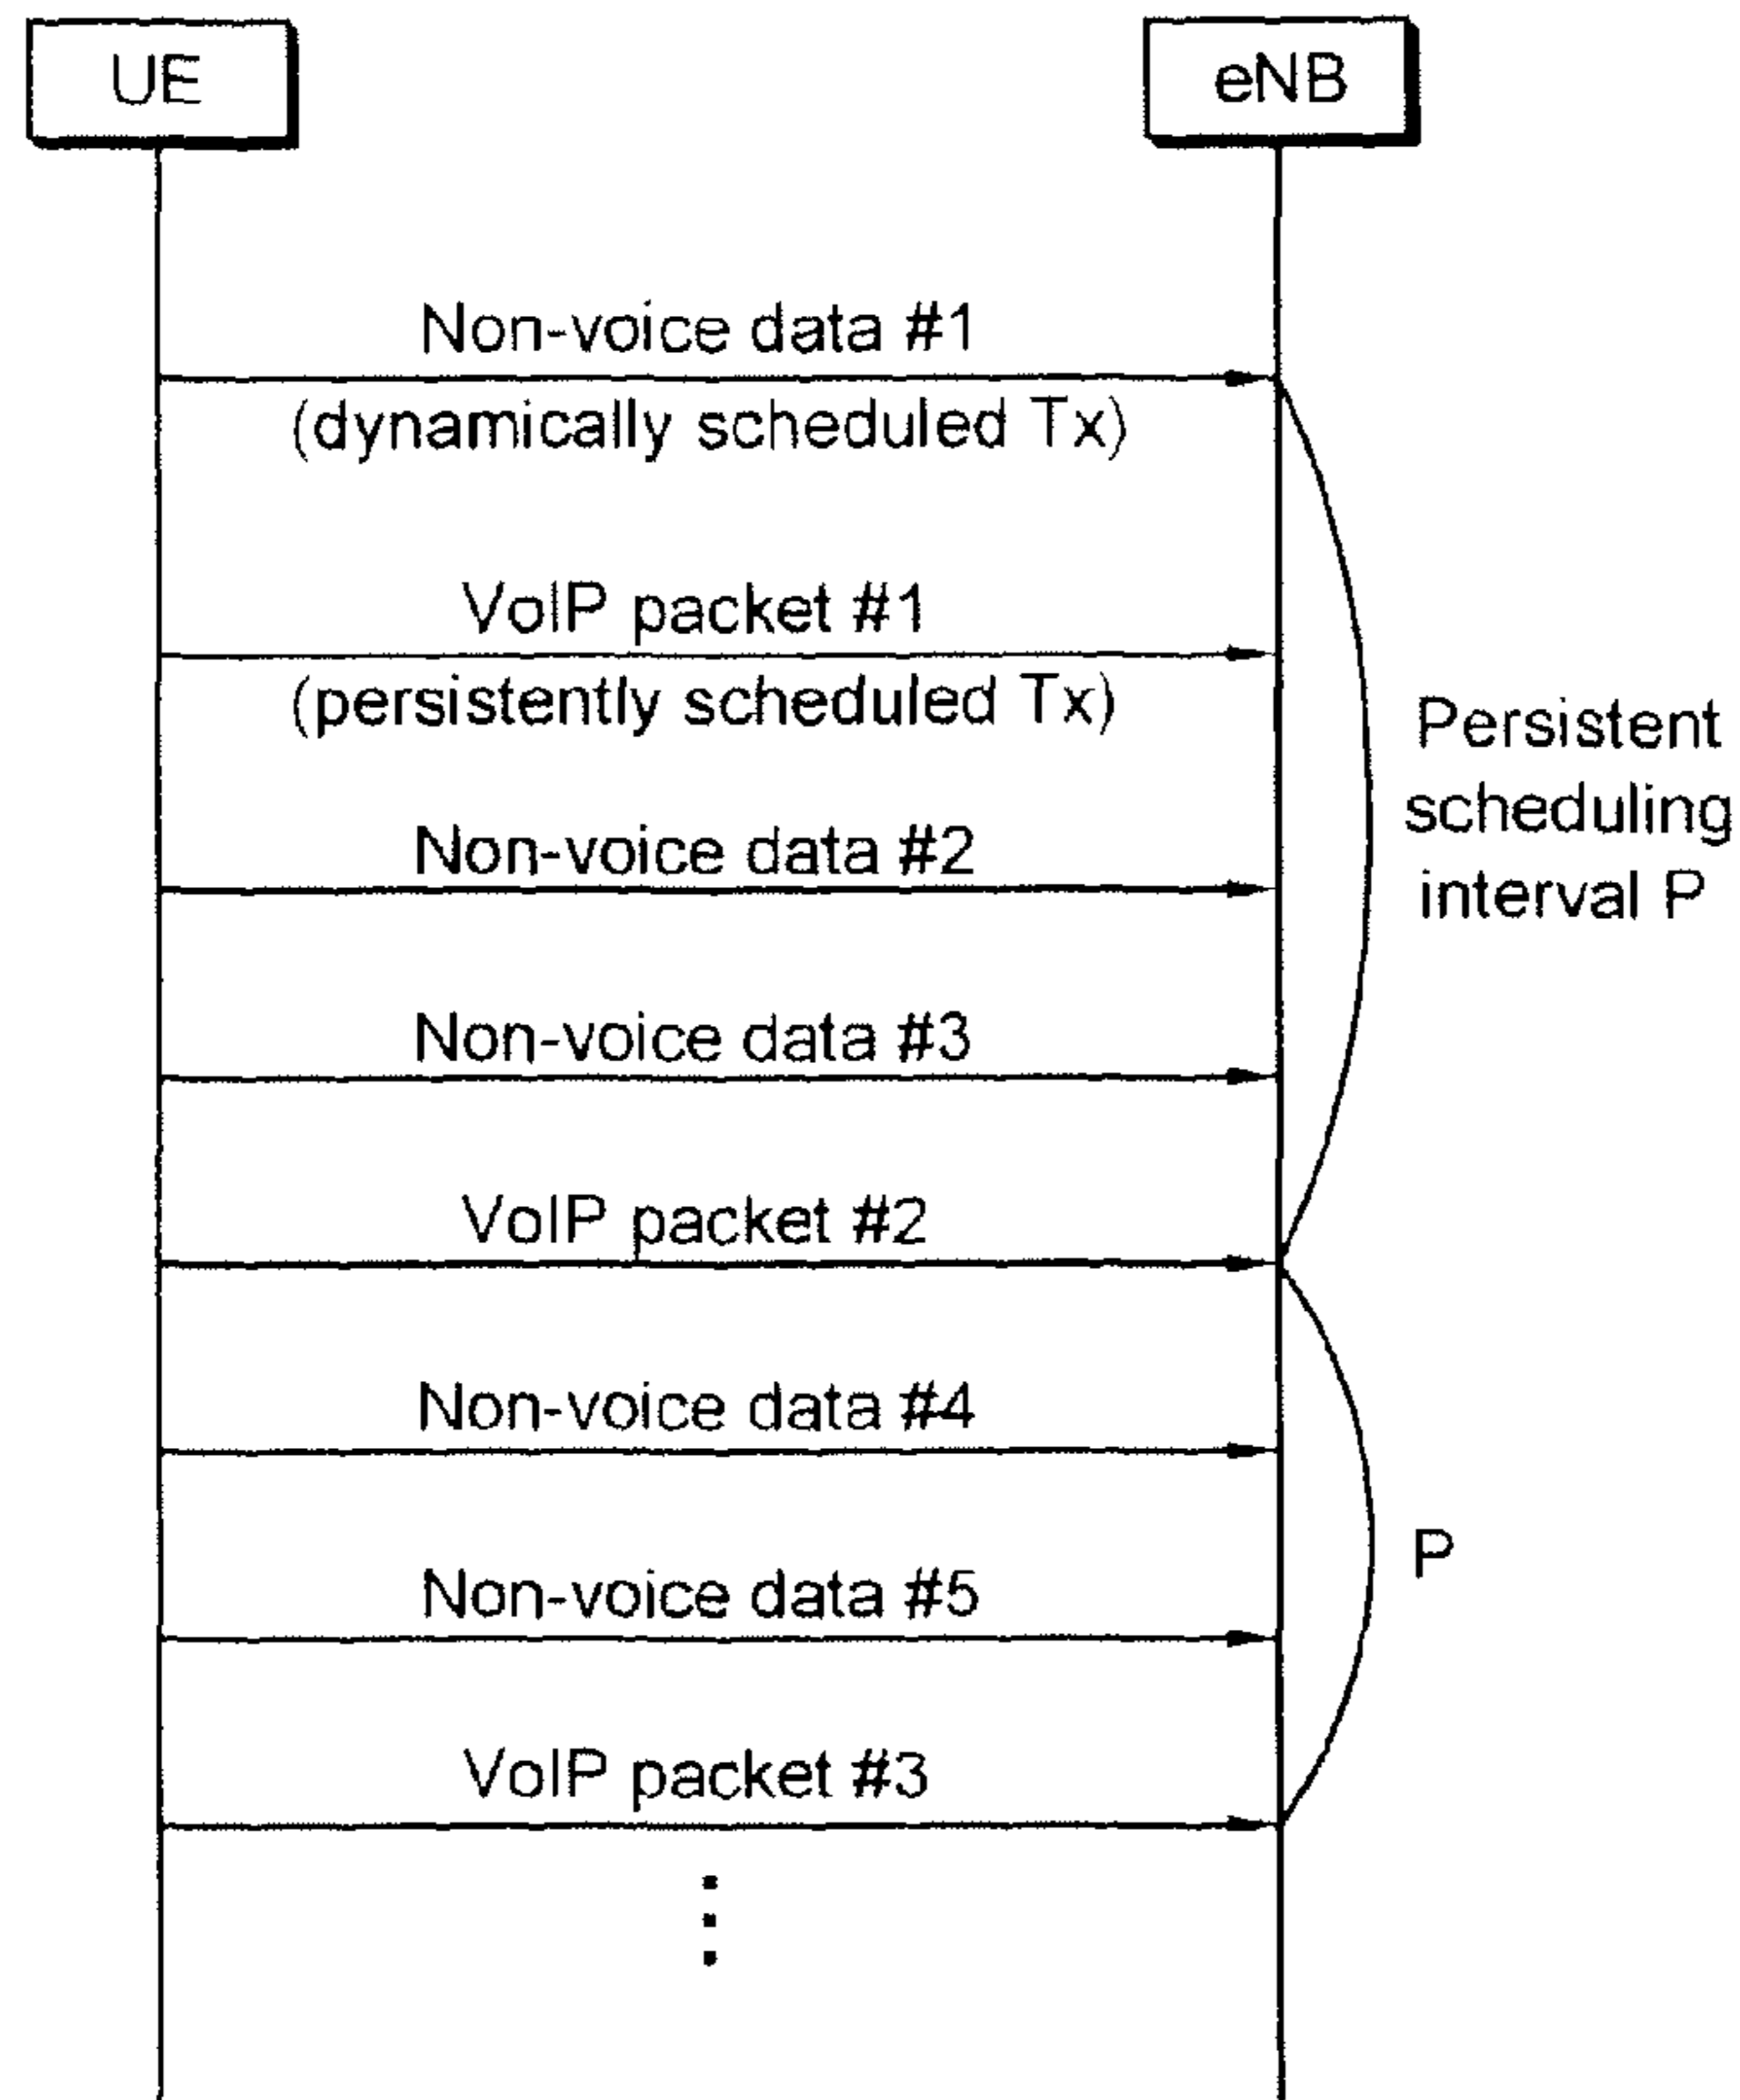 UE
eNB
Non-voice data #1
(dynamically scheduled Tx)
VoIP packet #1
(persistently scheduled Tx)
Persistent
scheduling
interval P
Non-voice data #2
Non-voice data #3
VoIP packet #2
Non-voice data #4
P
Non-voice data #5
VoIP packet #3